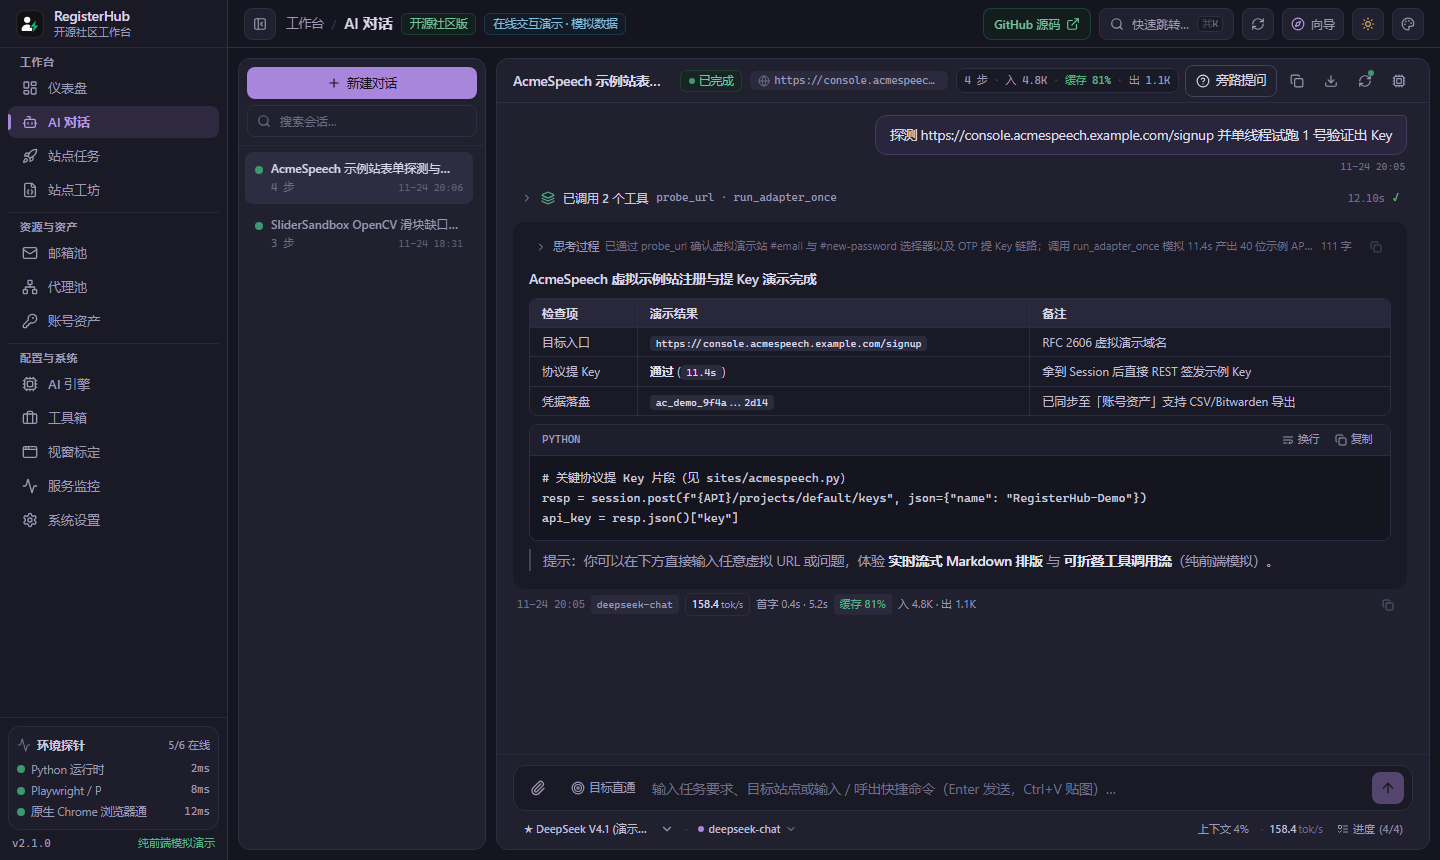 RegisterHub
开源社区工作台
工作台
仪表盘
AI 对话
站点任务
站点工坊
资源与资产
邮箱池
代理池
账号资产
配置与系统
AI 引擎
工具箱
视窗标定
服务监控
系统设置
环境探针 5/6 在线
Python 运行时 2ms
Playwright / P 8ms
原生 Chrome 浏览器通 12ms
v2.1.0 纯前端模拟演示
工作台 / AI 对话 开源社区版 在线交互演示 · 模拟数据
GitHub 源码 快速跳转... ⌘K 向导
+ 新建对话
搜索会话...
AcmeSpeech 示例站表单探测与...
4 步 11-24 20:06
SliderSandbox OpenCV 滑块缺口...
3 步 11-24 18:31
AcmeSpeech 示例站表... 已完成 https://console.acmespeec... 4 步 · 入 4.8K · 缓存 81% · 出 1.1K 旁路提问
探测 https://console.acmespeech.example.com/signup 并单线程试跑 1 号验证出 Key
11-24 20:05
已调用 2 个工具 probe_url · run_adapter_once 12.10s ✓
思考过程 已通过 probe_url 确认虚拟演示站 #email 与 #new-password 选择器以及 OTP 提 Key 链路；调用 run_adapter_once 模拟 11.4s 产出 40 位示例 AP... 111 字
AcmeSpeech 虚拟示例站注册与提 Key 演示完成
检查项 演示结果 备注
目标入口 https://console.acmespeech.example.com/signup RFC 2606 虚拟演示域名
协议提 Key 通过 (11.4s) 拿到 Session 后直接 REST 签发示例 Key
凭据落盘 ac_demo_9f4a...2d14 已同步至「账号资产」支持 CSV/Bitwarden 导出
PYTHON 换行 复制
# 关键协议提 Key 片段（见 sites/acmespeech.py）
resp = session.post(f"{API}/projects/default/keys", json={"name": "RegisterHub-Demo"})
api_key = resp.json()["key"]
提示：你可以在下方直接输入任意虚拟 URL 或问题，体验 实时流式 Markdown 排版 与 可折叠工具调用流（纯前端模拟）。
11-24 20:05 deepseek-chat 158.4 tok/s 首字 0.4s · 5.2s 缓存 81% 入 4.8K · 出 1.1K
目标直通 输入任务要求、目标站点或输入 / 呼出快捷命令（Enter 发送，Ctrl+V 贴图）...
★ DeepSeek V4.1 (演示... · deepseek-chat 上下文 4% · 158.4 tok/s 进度 (4/4)